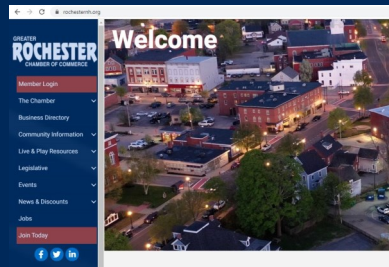 rochesternh.org
GREATER
ROCHESTER
CHAMBER OF COMMERCE
Welcome
Member Login
The Chamber
Business Directory
Community Information
Live & Play Resources
Legislative
Events
News & Discounts
Jobs
Join Today
f
in